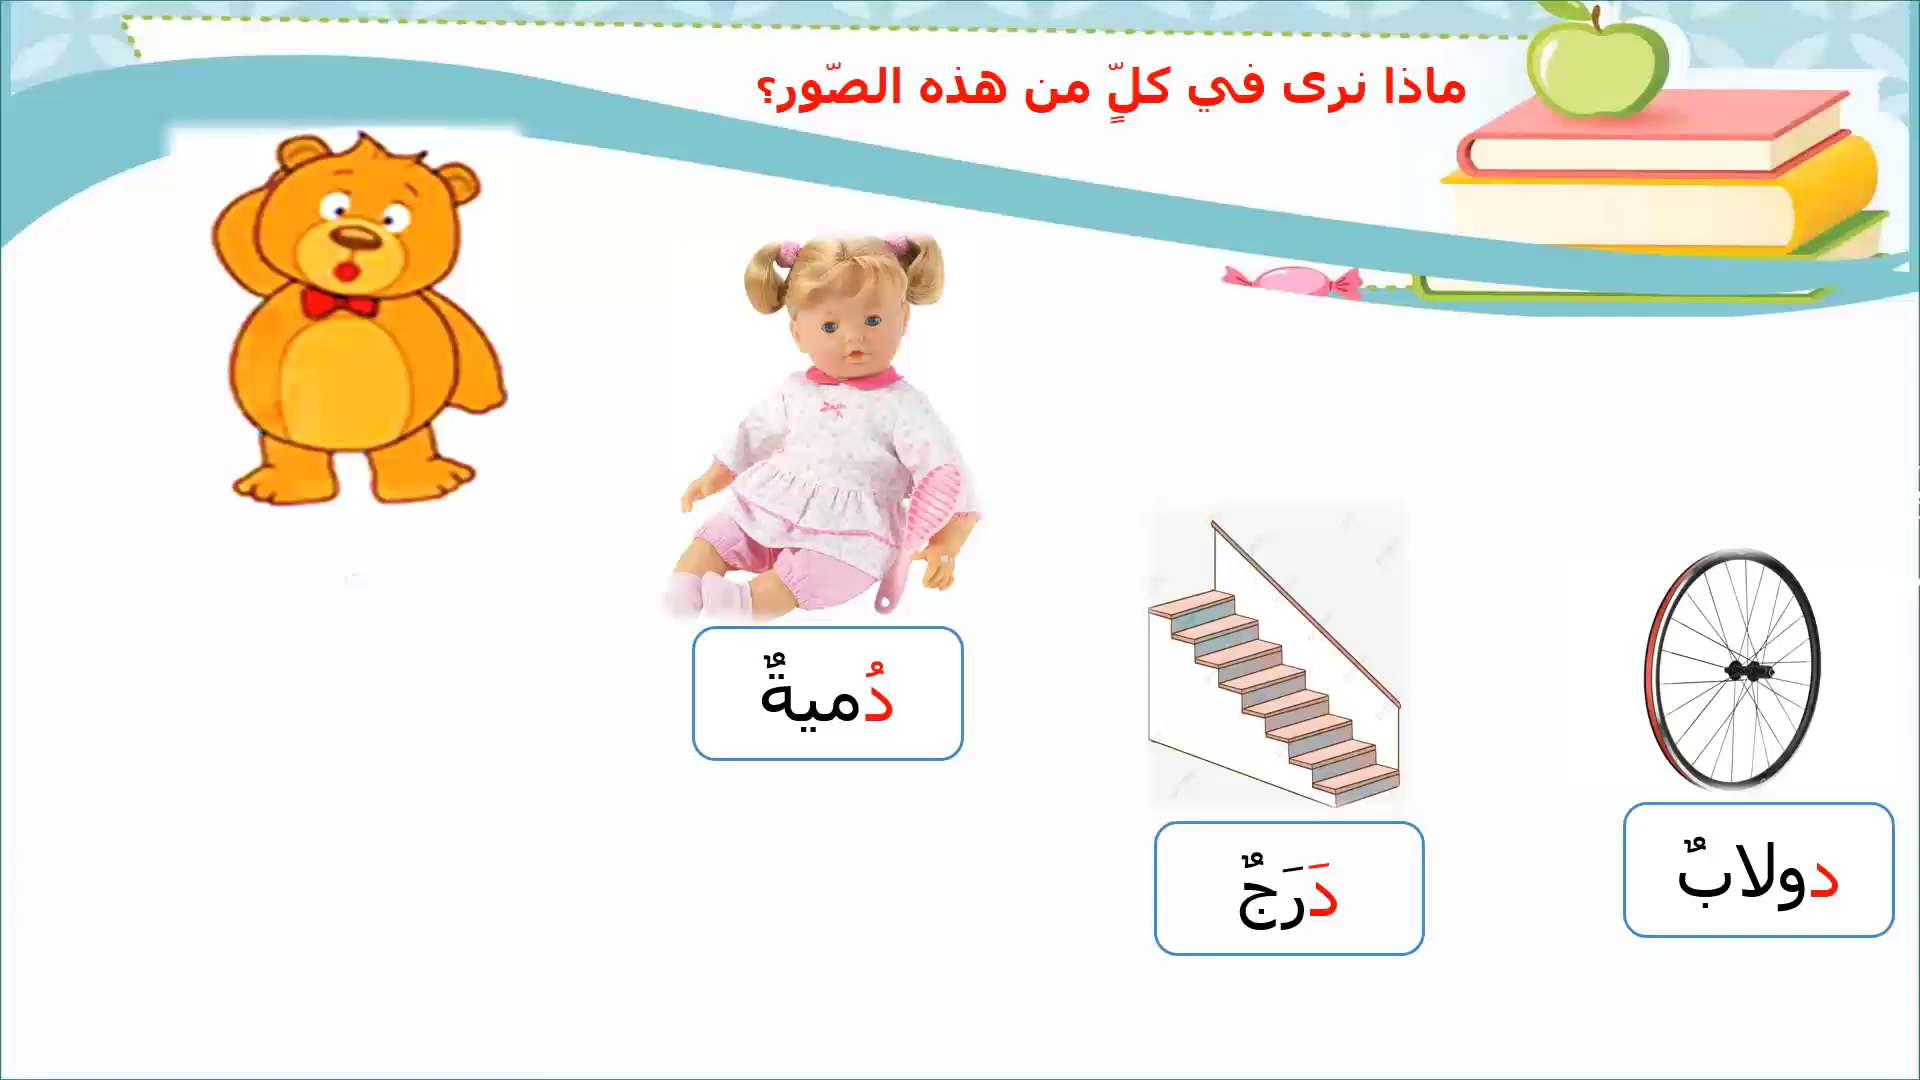 ماذا نرى في كلٍّ من هذه الصّور؟
دولابٌ
دَرَجٌ
دُميةٌ